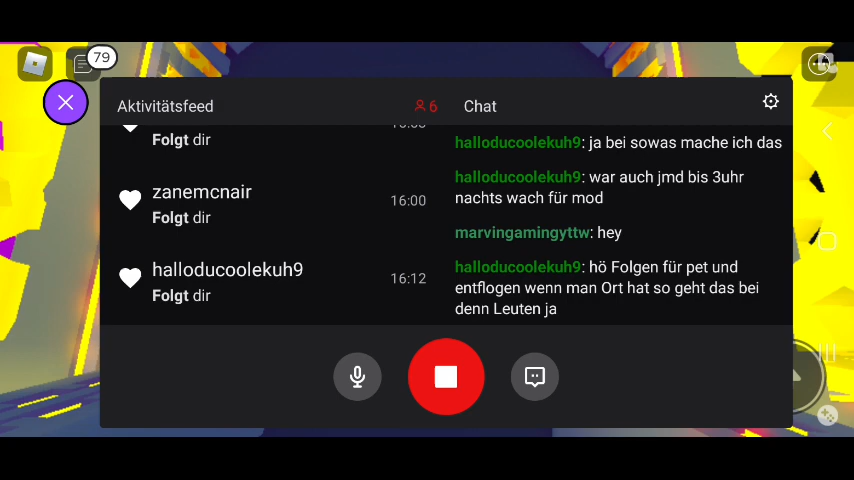 79
Aktivitätsfeed
6
Chat
Folgt dir
zanemcnair
16:00
Folgt dir
halloducoolekuh9
16:12
Folgt dir
halloducoolekuh9: ja bei sowas mache ich das
halloducoolekuh9: war auch jmd bis 3uhr
nachts wach für mod
marvingamingyttw: hey
halloducoolekuh9: hö Folgen für pet und
entflogen wenn man Ort hat so geht das bei
denn Leuten ja